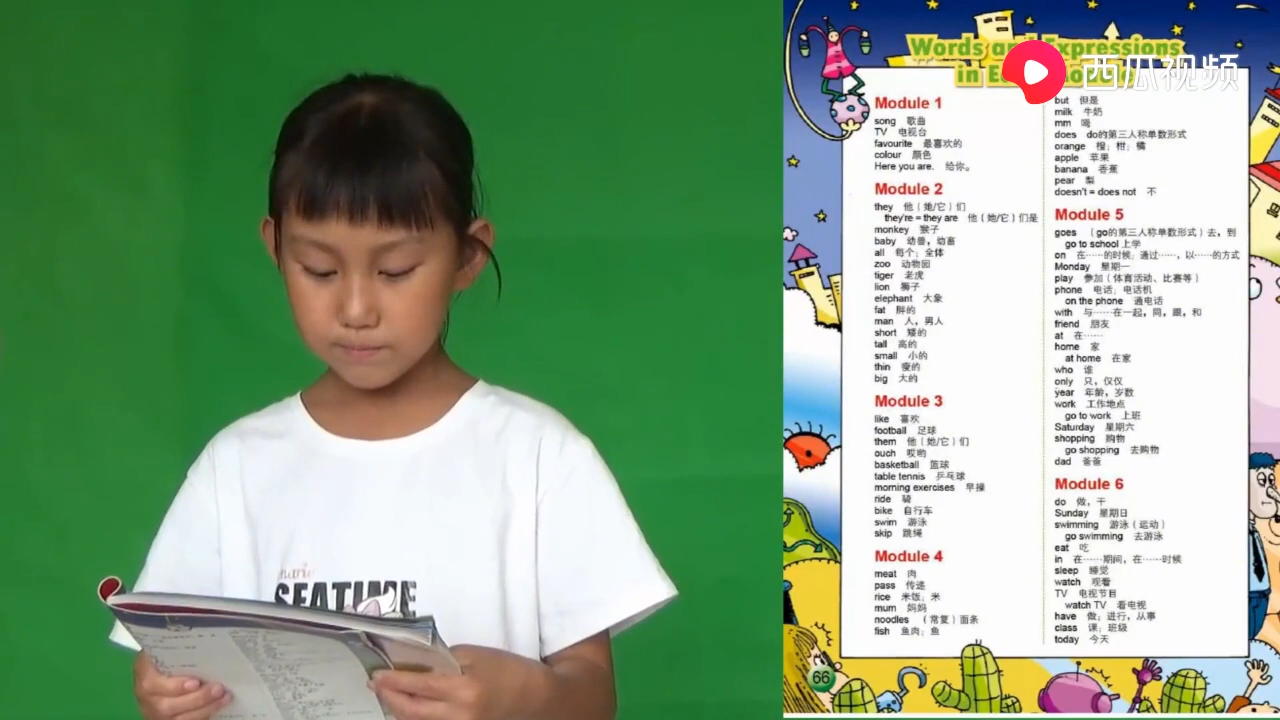 Words and Expressions
in Each Module
西瓜视频
Module 1
song 歌曲
TV 电视台
favourite 最喜欢的
colour 颜色
Here you are. 给你。
Module 2
they 他（她/它）们
they're = they are 他（她/它）们是
monkey 猴子
baby 幼兽，幼畜
all 每个；全体
zoo 动物园
tiger 老虎
lion 狮子
elephant 大象
fat 胖的
man 人，男人
short 矮的
tall 高的
small 小的
thin 瘦的
big 大的
Module 3
like 喜欢
football 足球
them 他（她/它）们
ouch 哎哟
basketball 篮球
table tennis 乒乓球
morning exercises 早操
ride 骑
bike 自行车
swim 游泳
skip 跳绳
Module 4
meat 肉
pass 传递
rice 米饭；米
mum 妈妈
noodles （常复）面条
fish 鱼肉；鱼
but 但是
milk 牛奶
mm 嗯
does do的第三人称单数形式
orange 橙；柑；橘
apple 苹果
banana 香蕉
pear 梨
doesn't = does not 不
Module 5
goes （go的第三人称单数形式）去，到
go to school 上学
on 在……的时候；通过……，以……的方式
Monday 星期一
play 参加（体育活动、比赛等）
phone 电话；电话机
on the phone 通电话
with 与……在一起，同，跟，和
friend 朋友
at 在……
home 家
at home 在家
who 谁
only 只，仅仅
year 年龄，岁数
work 工作地点
go to work 上班
Saturday 星期六
shopping 购物
go shopping 去购物
dad 爸爸
Module 6
do 做，干
Sunday 星期日
swimming 游泳（运动）
go swimming 去游泳
eat 吃
in 在……期间，在……时候
sleep 睡觉
watch 观看
TV 电视节目
watch TV 看电视
have 做；进行，从事
class 课；班级
today 今天
66
SEATIME